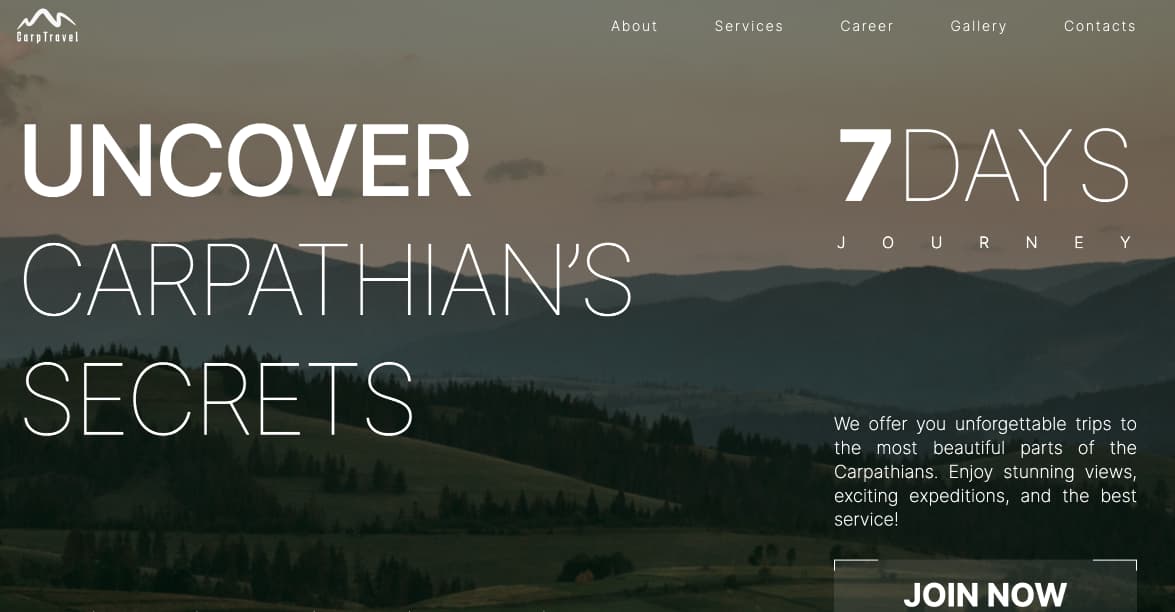 CarpTravel
About Services Career Gallery Contacts
UNCOVER
CARPATHIAN’S
SECRETS
7DAYS
JOURNEY
We offer you unforgettable trips to
the most beautiful parts of the
Carpathians. Enjoy stunning views,
exciting expeditions, and the best
service!
JOIN NOW